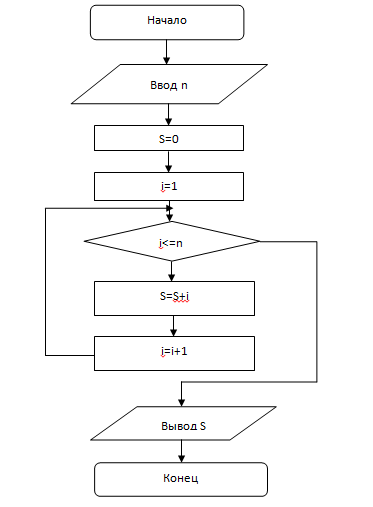 Начало
Ввод n
S=0
i=1
i<=n
S=S+i
i=i+1
Вывод S
Конец